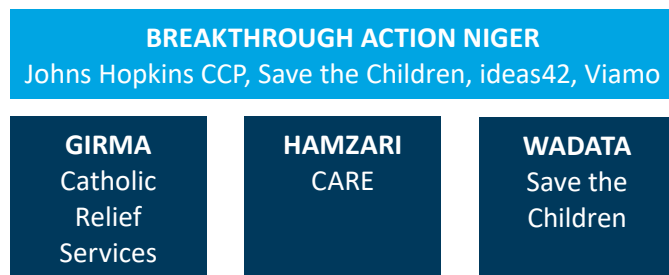 BREAKTHROUGH ACTION NIGER
Johns Hopkins CCP, Save the Children, ideas42, Viamo
GIRMA
Catholic
Relief
Services
HAMZARI
CARE
WADATA
Save the
Children